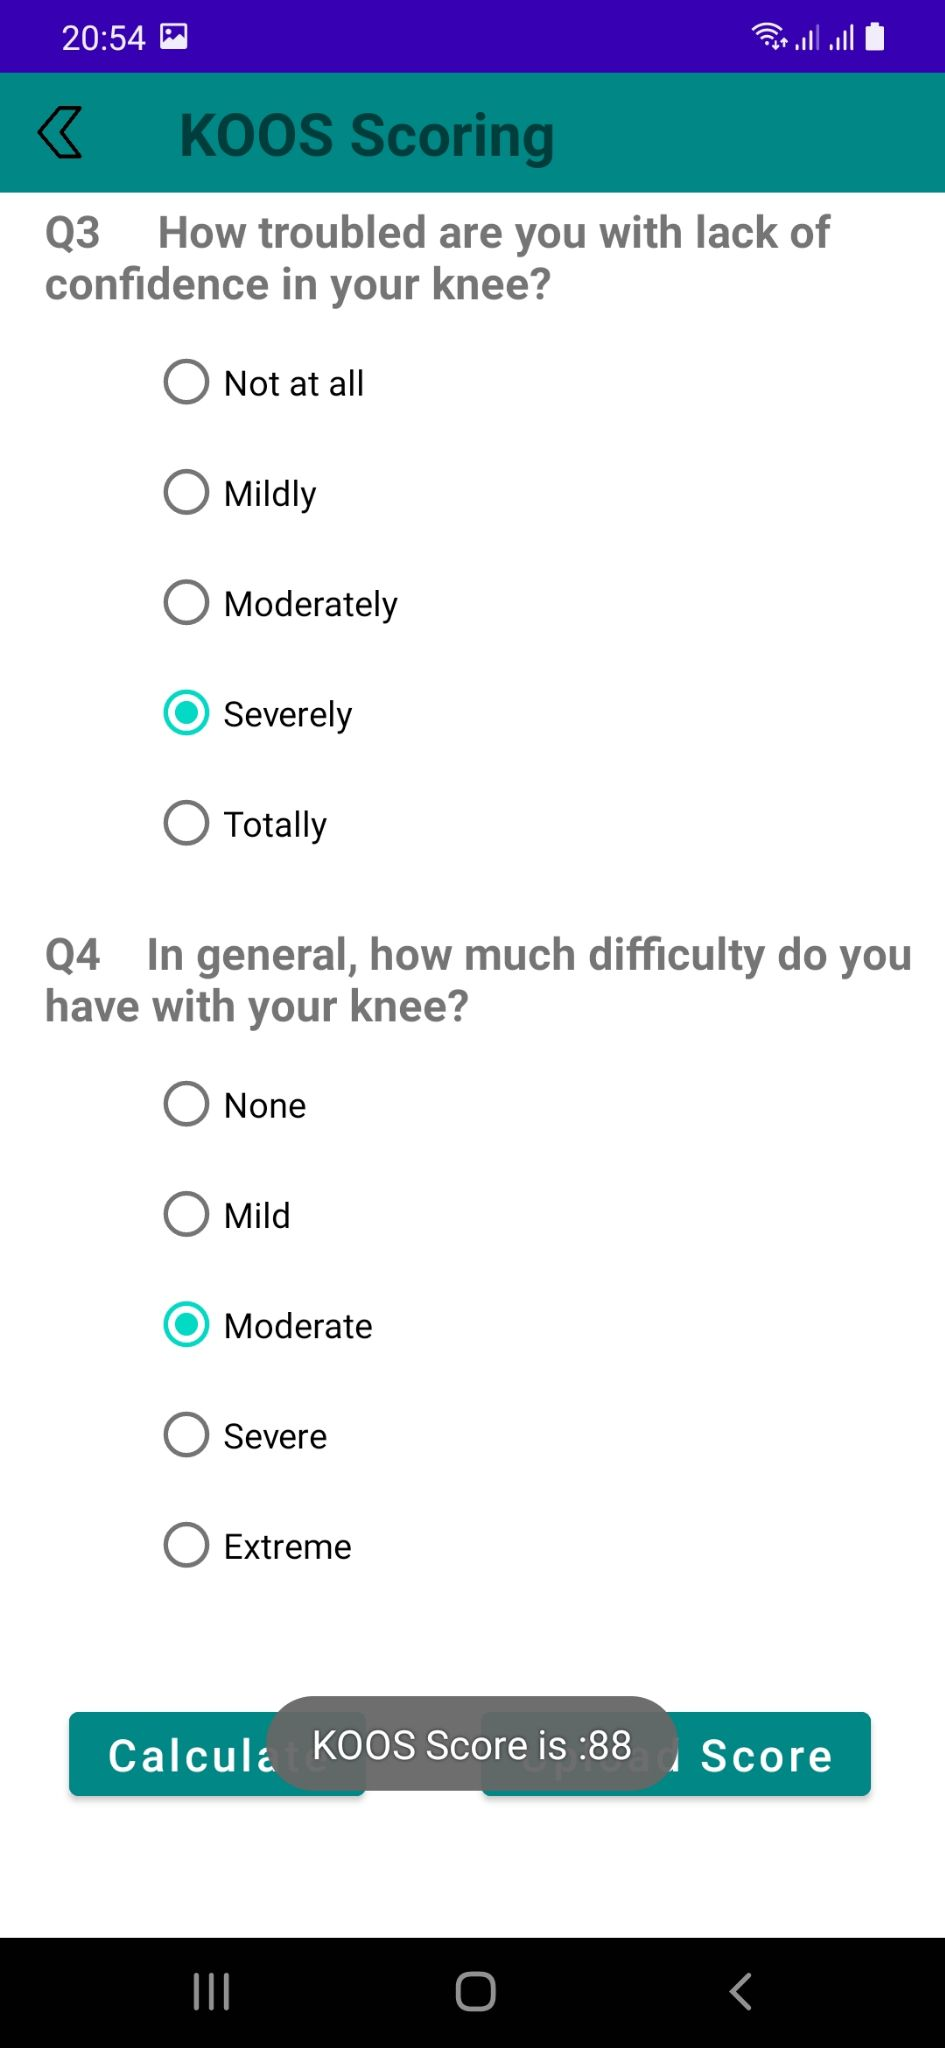 20:54
KOOS Scoring
Q3 How troubled are you with lack of
confidence in your knee?
Not at all
Mildly
Moderately
Severely
Totally
Q4 In general, how much difficulty do you
have with your knee?
None
Mild
Moderate
Severe
Extreme
Calculate
KOOS Score is :88
Upload Score